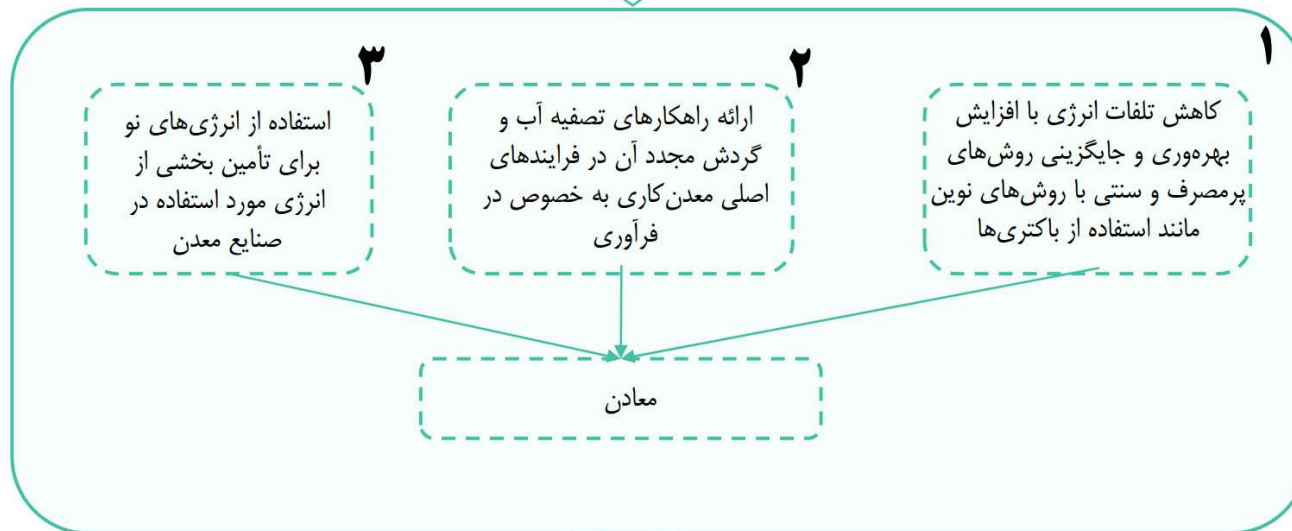 ۱
کاهش تلفات انرژی با افزایش
بهره‌وری و جایگزینی روش‌های
پرمصرف و سنتی با روش‌های نوین
مانند استفاده از باکتری‌ها
۲
ارائه راهکارهای تصفیه آب و
گردش مجدد آن در فرایندهای
اصلی معدن‌کاری به خصوص در
فرآوری
۳
استفاده از انرژی‌های نو
برای تأمین بخشی از
انرژی مورد استفاده در
صنایع معدن
معادن